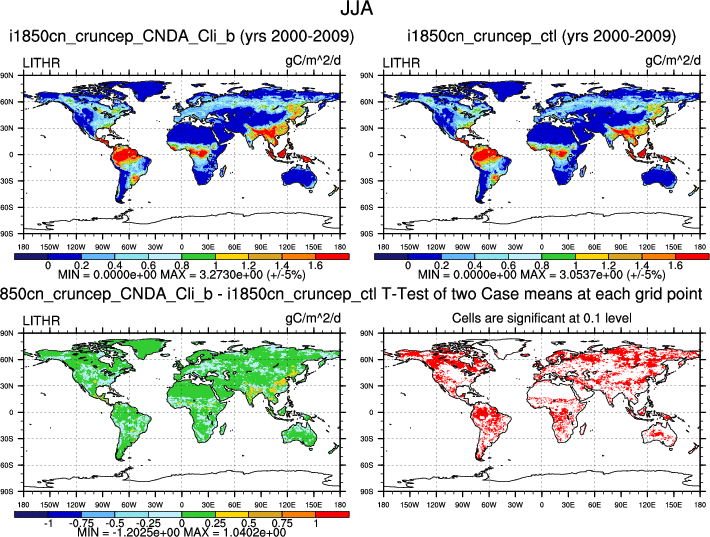 JJA
i1850cn_cruncep_CNDA_Cli_b (yrs 2000-2009)
LITHR gC/m^2/d
90N
60N
30N
0
30S
60S
90S
180 150W 120W 90W 60W 30W 0 30E 60E 90E 120E 150E 180
0 0.2 0.4 0.6 0.8 1 1.2 1.4 1.6
MIN = 0.0000e+00 MAX = 3.2730e+00 (+/-5%)
i1850cn_cruncep_ctl (yrs 2000-2009)
LITHR gC/m^2/d
90N
60N
30N
0
30S
60S
90S
180 150W 120W 90W 60W 30W 0 30E 60E 90E 120E 150E 180
0 0.2 0.4 0.6 0.8 1 1.2 1.4 1.6
MIN = 0.0000e+00 MAX = 3.0537e+00 (+/-5%)
850cn_cruncep_CNDA_Cli_b - i1850cn_cruncep_ctl
LITHR gC/m^2/d
90N
60N
30N
0
30S
60S
90S
180 150W 120W 90W 60W 30W 0 30E 60E 90E 120E 150E 180
-1 -0.75 -0.5 -0.25 0 0.25 0.5 0.75 1
MIN = -1.2025e+00 MAX = 1.0402e+00
T-Test of two Case means at each grid point
Cells are significant at 0.1 level
90N
60N
30N
0
30S
60S
90S
180 150W 120W 90W 60W 30W 0 30E 60E 90E 120E 150E 180